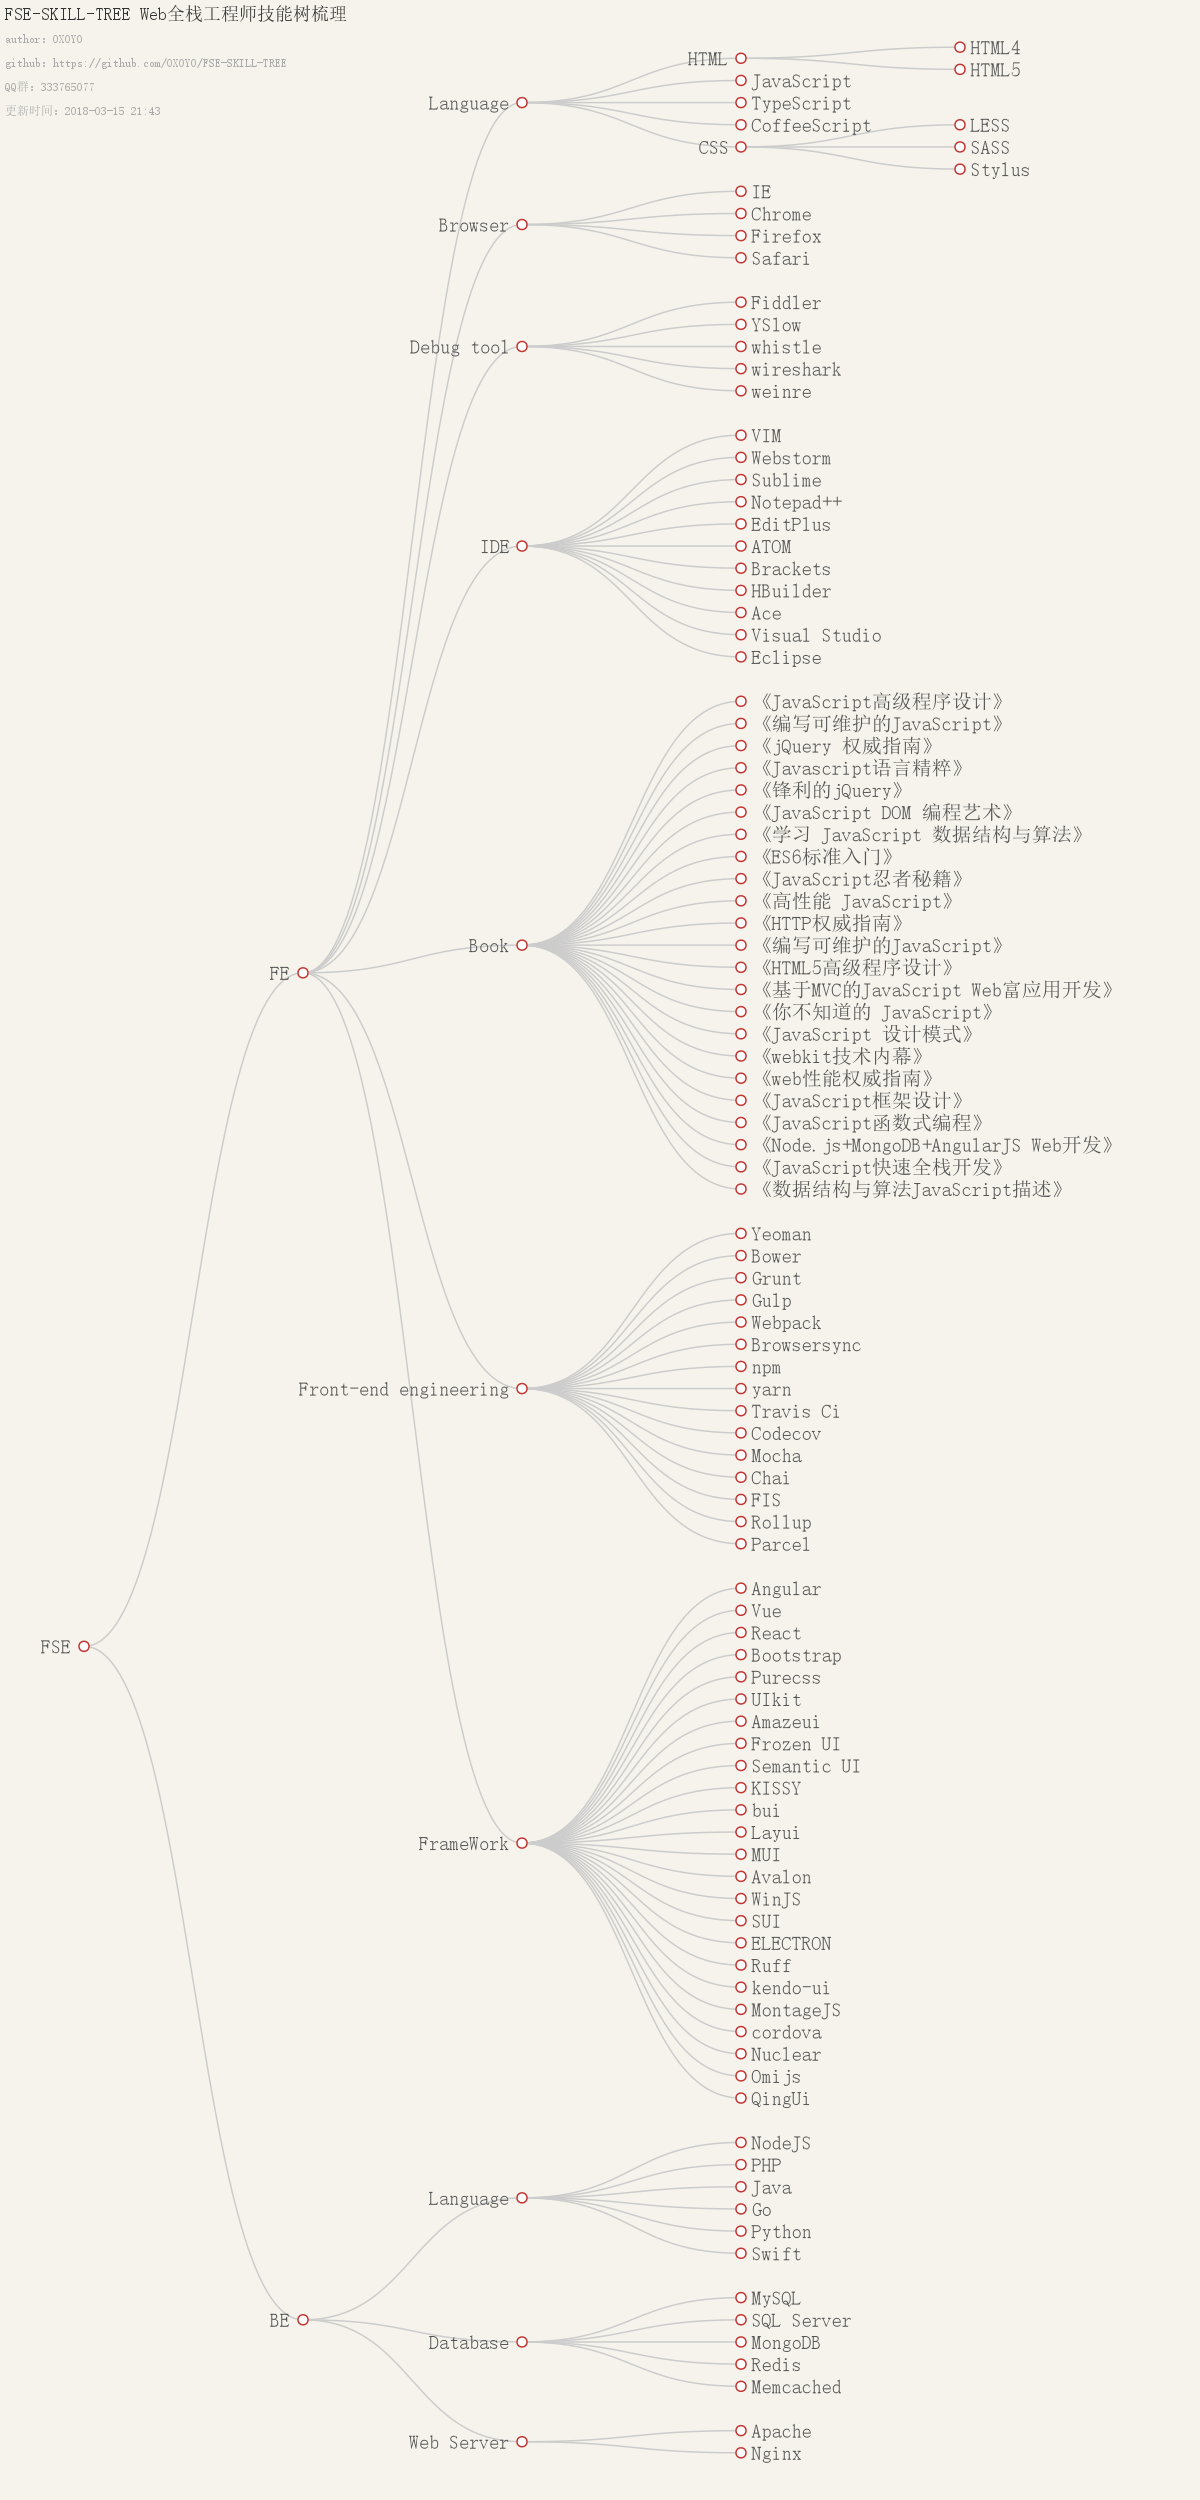 FSE-SKILL-TREE Web全栈工程师技能树梳理
author: 0X0Y0
github: https://github.com/0X0Y0/FSE-SKILL-TREE
QQ群: 333765077
更新时间: 2018-03-15 21:43
FSE
FE
Language
HTML
HTML4
HTML5
JavaScript
TypeScript
CoffeeScript
CSS
LESS
SASS
Stylus
Browser
IE
Chrome
Firefox
Safari
Debug tool
Fiddler
YSlow
whistle
wireshark
weinre
IDE
VIM
Webstorm
Sublime
Notepad++
EditPlus
ATOM
Brackets
HBuilder
Ace
Visual Studio
Eclipse
Book
《JavaScript高级程序设计》
《编写可维护的JavaScript》
《jQuery 权威指南》
《Javascript语言精粹》
《锋利的jQuery》
《JavaScript DOM 编程艺术》
《学习 JavaScript 数据结构与算法》
《ES6标准入门》
《JavaScript忍者秘籍》
《高性能 JavaScript》
《HTTP权威指南》
《编写可维护的JavaScript》
《HTML5高级程序设计》
《基于MVC的JavaScript Web富应用开发》
《你不知道的 JavaScript》
《JavaScript 设计模式》
《webkit技术内幕》
《web性能权威指南》
《JavaScript框架设计》
《JavaScript函数式编程》
《Node.js+MongoDB+AngularJS Web开发》
《JavaScript快速全栈开发》
《数据结构与算法JavaScript描述》
Front-end engineering
Yeoman
Bower
Grunt
Gulp
Webpack
Browsersync
npm
yarn
Travis Ci
Codecov
Mocha
Chai
FIS
Rollup
Parcel
FrameWork
Angular
Vue
React
Bootstrap
Purecss
UIkit
Amazeui
Frozen UI
Semantic UI
KISSY
bui
Layui
MUI
Avalon
WinJS
SUI
ELECTRON
Ruff
kendo-ui
MontageJS
cordova
Nuclear
Omijs
QingUi
BE
Language
NodeJS
PHP
Java
Go
Python
Swift
Database
MySQL
SQL Server
MongoDB
Redis
Memcached
Web Server
Apache
Nginx